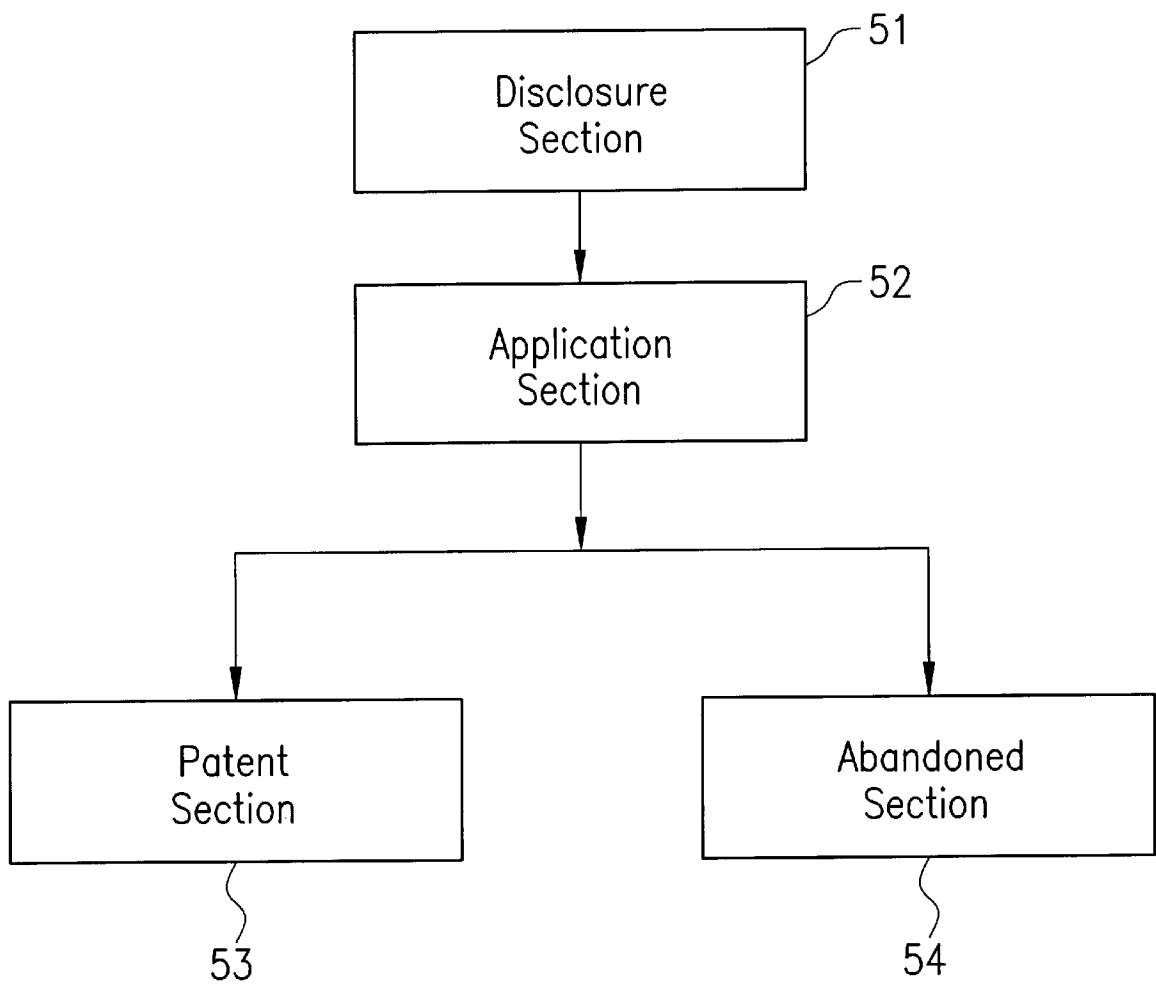 51
Disclosure
Section
52
Application
Section
Patent
Section
Abandoned
Section
53
54